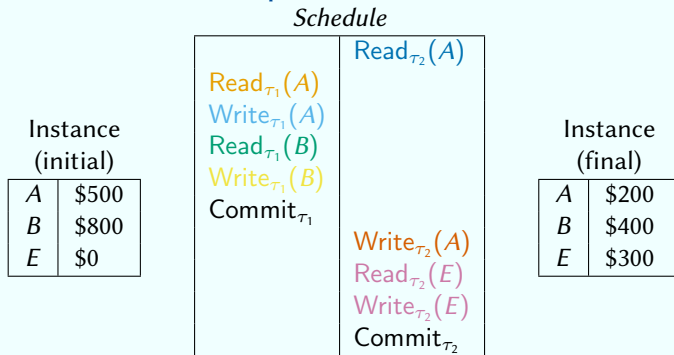 Schedule
Read_τ₂(A)
Read_τ₁(A)
Write_τ₁(A)
Read_τ₁(B)
Write_τ₁(B)
Commit_τ₁
Write_τ₂(A)
Read_τ₂(E)
Write_τ₂(E)
Commit_τ₂
Instance
(initial)
A $500
B $800
E $0
Instance
(final)
A $200
B $400
E $300